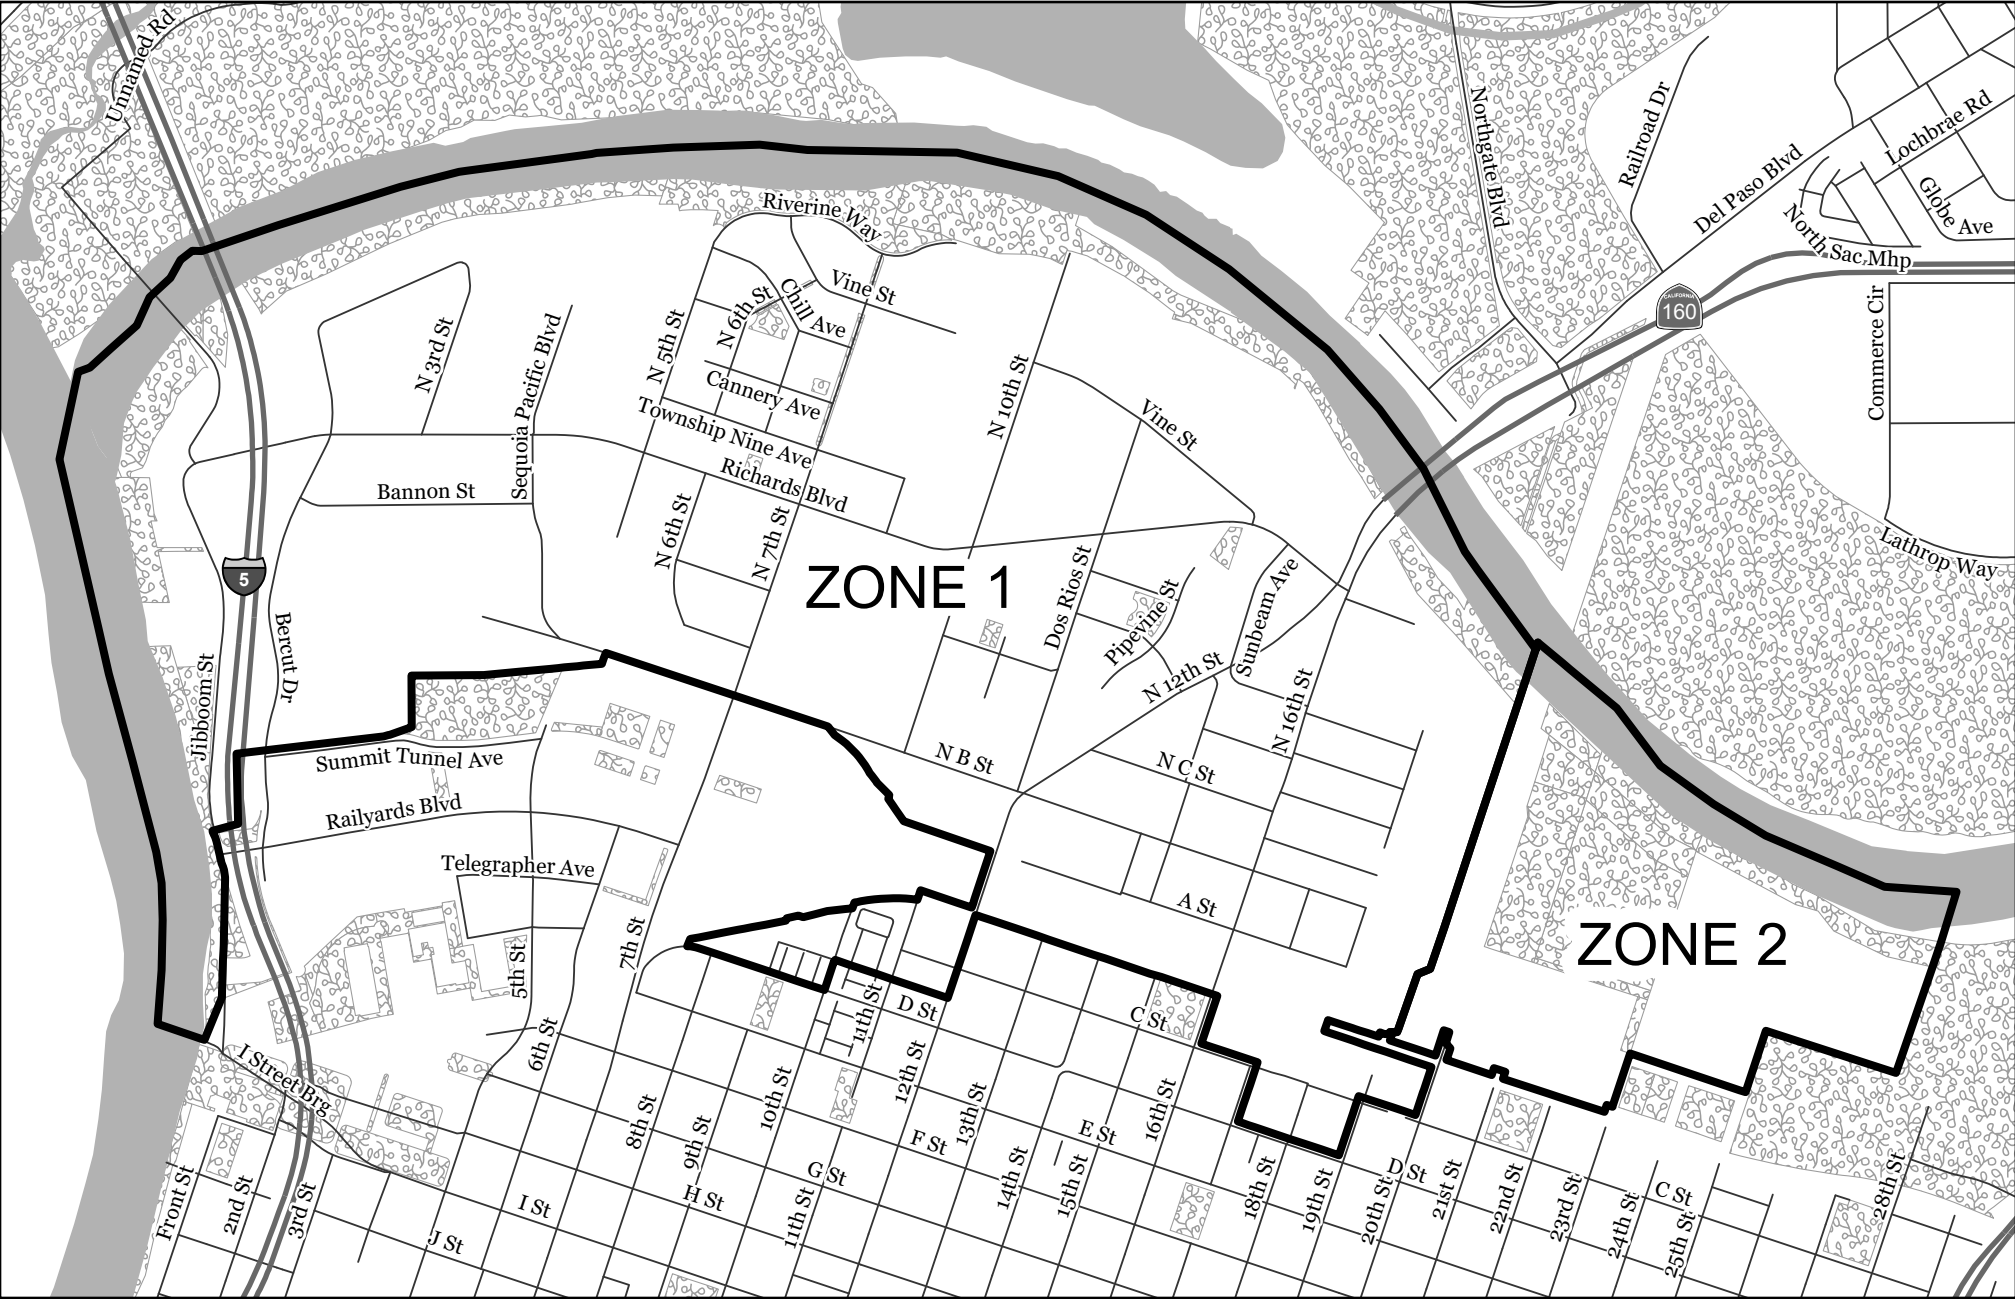 Unnamed Rd
Northgate Blvd
Railroad Dr
Lochbrae Rd
Del Paso Blvd
Globe
Ave
North Sac Mhp
CALIFORNIA
160
Commerce Cir
Lathrop Way
Riverine Way
Vine St
Chill
Ave
N 6th St
N 5th St
N 3rd St
Sequoia Pacific Blvd
Cannery Ave
Township Nine Ave
Richards Blvd
N 10th St
Vine St
Bannon St
N 6th St
N 7th St
5
ZONE 1
Dos Rios St
Pipevine St
Sunbeam Ave
N 12th St
N 16th St
Bercut Dr
Jibboom St
Summit Tunnel Ave
N B St
N C St
Railyards Blvd
Telegrapher Ave
A St
7th St
5th St
ZONE 2
11th St
D St
C St
6th St
I Street Brg
8th St
9th St
10th St
12th St
13th St
16th St
F St
E St
G St
H St
14th St
15th St
18th St
19th St
20th St
D St
21st St
22nd St
23rd St
24th St
C St
25th St
28th St
Front St
2nd St
3rd St
I St
J St
11th St